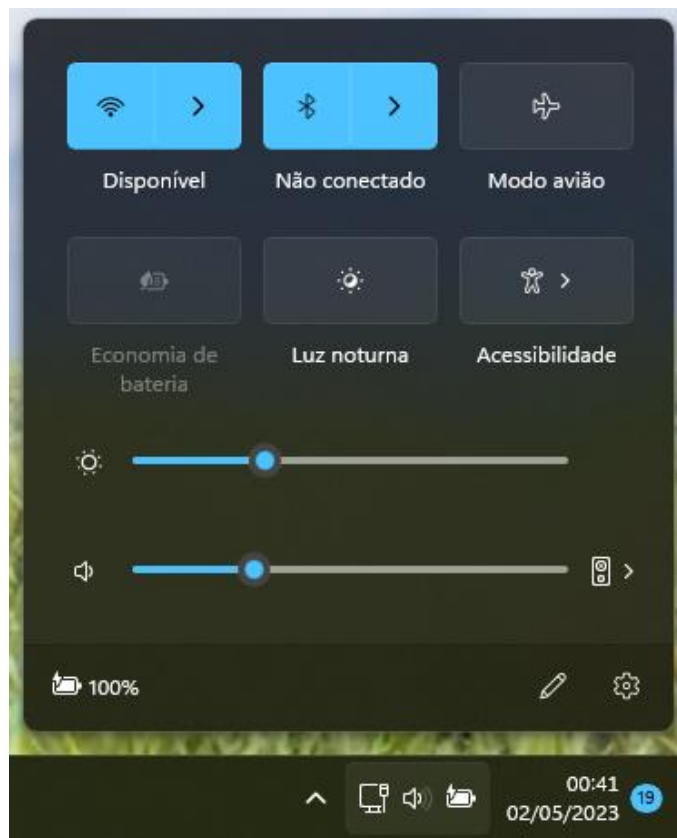 Disponível
Não conectado
Modo avião
Economia de
bateria
Luz noturna
Acessibilidade
100%
00:41
02/05/2023
19